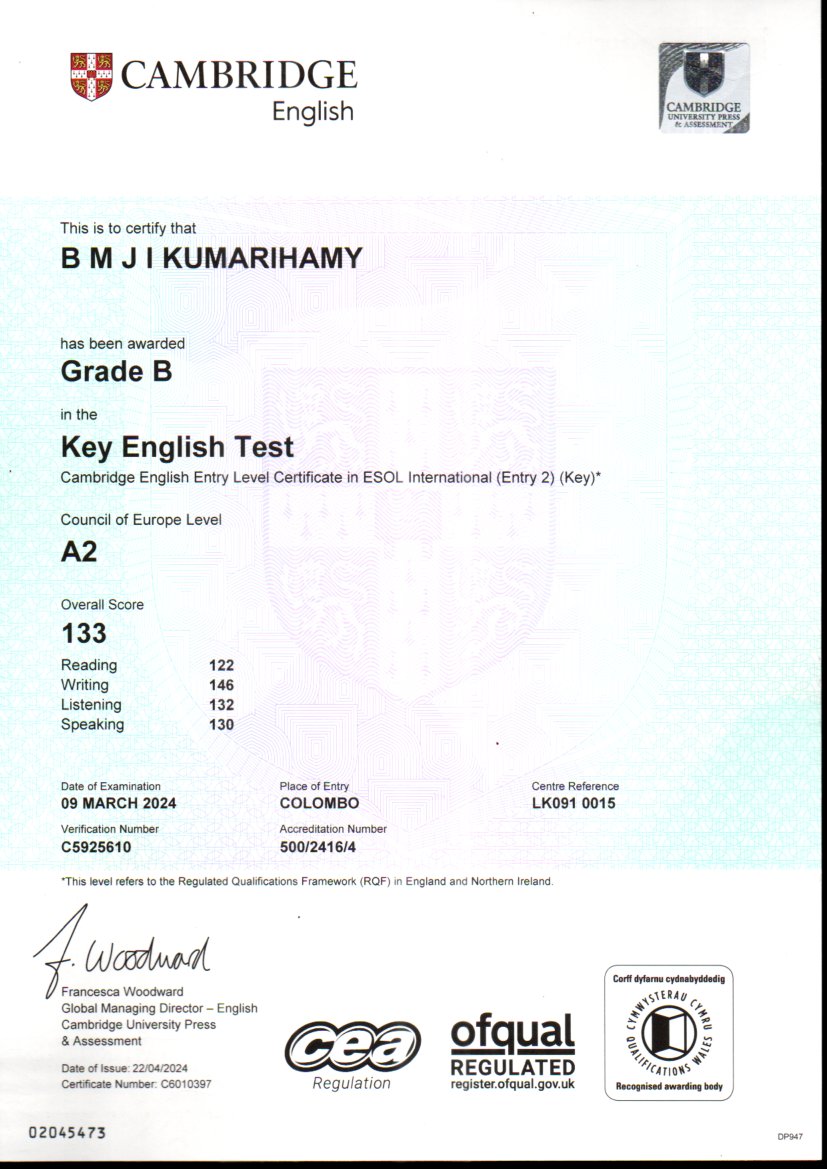 CAMBRIDGE
English
CAMBRIDGE
UNIVERSITY PRESS
& ASSESSMENT
This is to certify that
B M J I KUMARIHAMY
has been awarded
Grade B
in the
Key English Test
Cambridge English Entry Level Certificate in ESOL International (Entry 2) (Key)*
Council of Europe Level
A2
Overall Score
133
Reading 122
Writing 146
Listening 132
Speaking 130
Date of Examination Place of Entry Centre Reference
09 MARCH 2024 COLOMBO LK091 0015
Verification Number Accreditation Number
C5925610 500/2416/4
*This level refers to the Regulated Qualifications Framework (RQF) in England and Northern Ireland.
F. Woodward
Francesca Woodward
Global Managing Director – English
Cambridge University Press
& Assessment
Date of Issue: 22/04/2024
Certificate Number: C6010397
cea
Regulation
ofqual
REGULATED
register.ofqual.gov.uk
Corff dyfarnu cydnabyddedig
CYMWYSTERAU CYMRU
QUALIFICATIONS WALES
Recognised awarding body
02045473
DP947